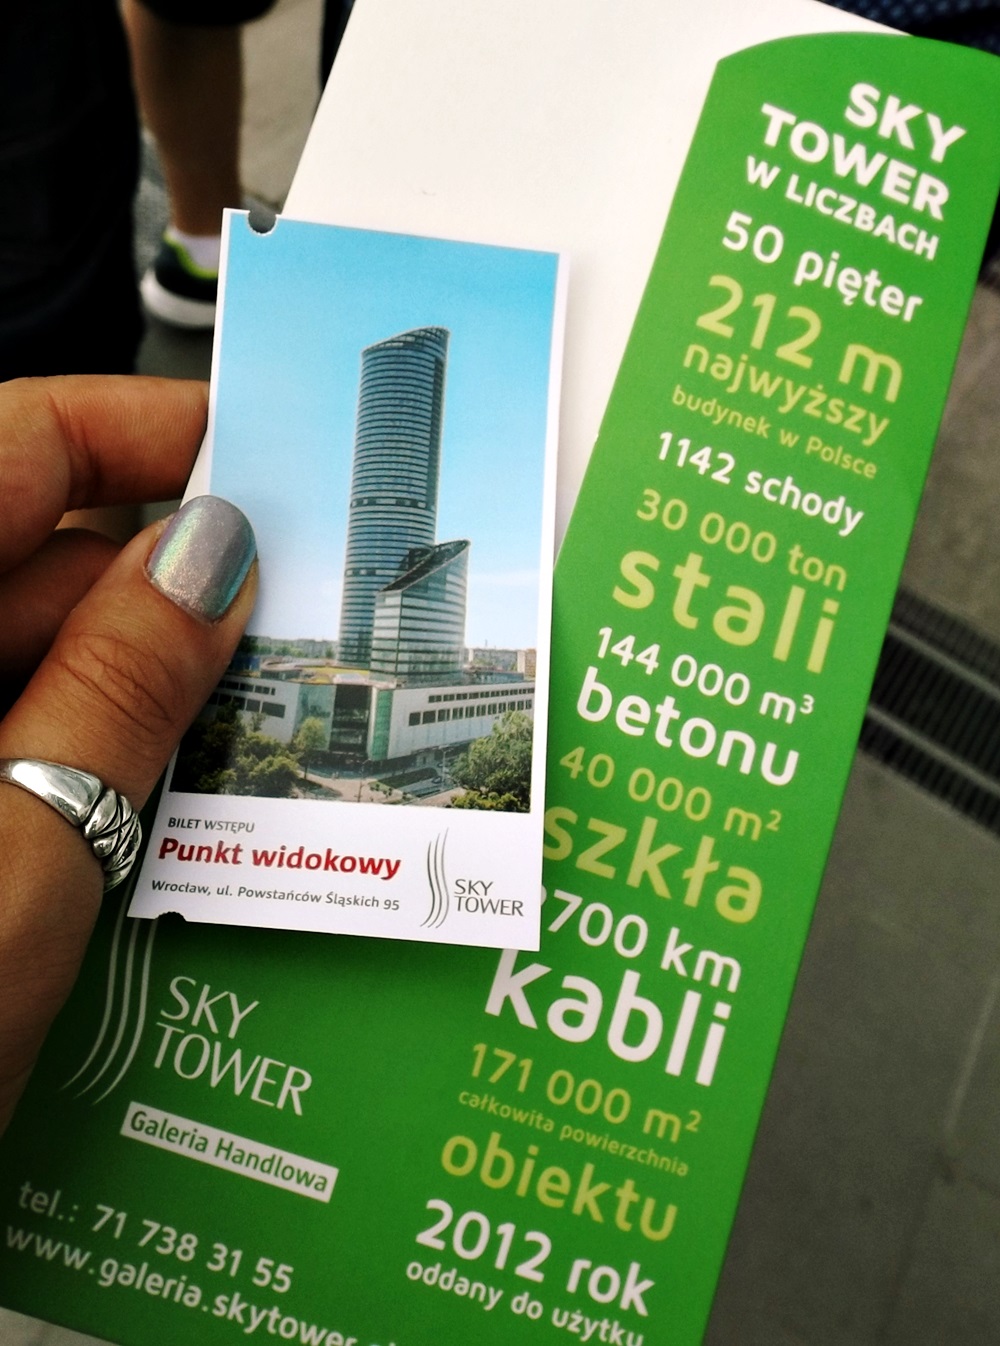 SKY
TOWER
W LICZBACH
50 pięter
212 m
najwyższy
budynek w Polsce
1142 schody
30 000 ton
stali
144 000 m³
betonu
40 000 m²
szkła
700 km
kabli
171 000 m²
całkowita powierzchnia
obiektu
2012 rok
oddany do użytku
BILET WSTĘPU
Punkt widokowy
Wrocław, ul. Powstańców Śląskich 95
SKY
TOWER
SKY
TOWER
Galeria Handlowa
tel.: 71 738 31 55
www.galeria.skytower